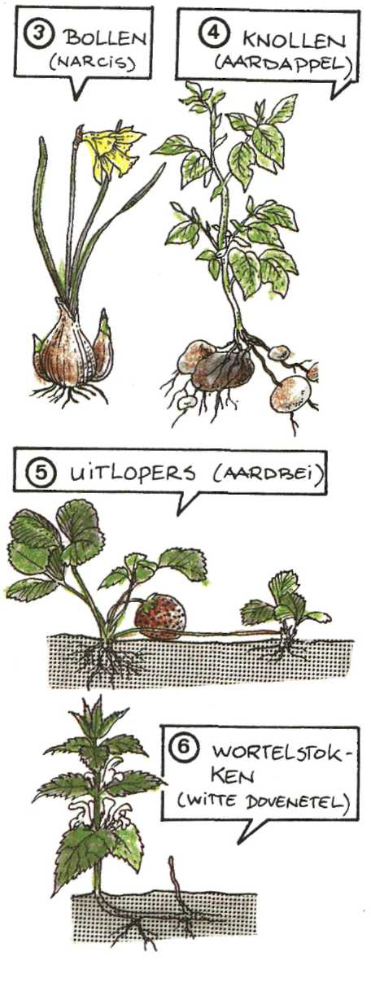 3 BOLLEN
(NARCIS)
4 KNOLLEN
(AARDAPPEL)
5 UITLOPERS (AARDBEI)
6 WORTELSTOK-
KEN
(WITTE DOVENETEL)